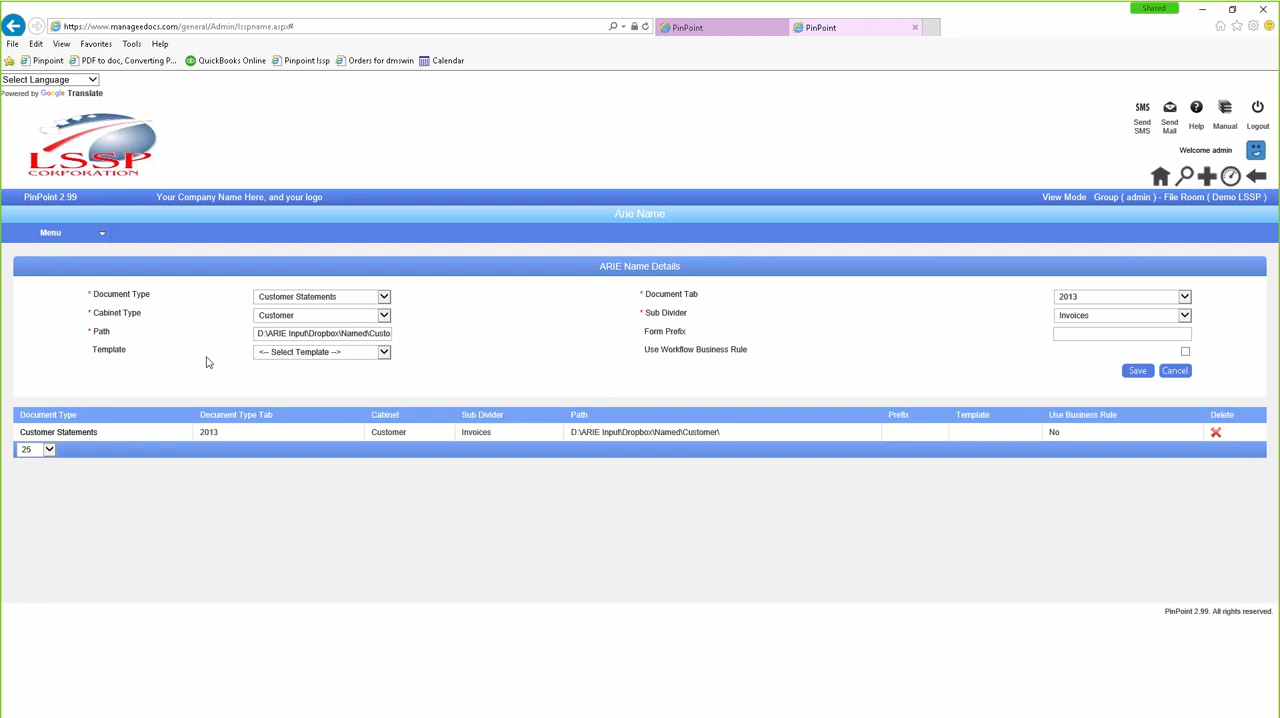 Shared
https://www.manageedocs.com/general/Admin/lsspname.aspx#
PinPoint
PinPoint
File Edit View Favorites Tools Help
Pinpoint PDF to doc, Converting P... QuickBooks Online Pinpoint lssp Orders for dmswin Calendar
Select Language
Powered by Google Translate
LSSP
CORPORATION
SMS
Send SMS Send Mail Help Manual Logout
Welcome admin
PinPoint 2.99 Your Company Name Here, and your logo View Mode Group ( admin ) - File Room ( Demo LSSP )
Arie Name
Menu
ARIE Name Details
* Document Type Customer Statements * Document Tab 2013
* Cabinet Type Customer * Sub Divider Invoices
* Path D:\ARIE Input\Dropbox\Named\Custo Form Prefix
Template <-- Select Template --> Use Workflow Business Rule
Save Cancel
Document Type Document Type Tab Cabinet Sub Divider Path Prefix Template Use Business Rule Delete
Customer Statements 2013 Customer Invoices D:\ARIE Input\Dropbox\Named\Customer\ No
25
PinPoint 2.99. All rights reserved.